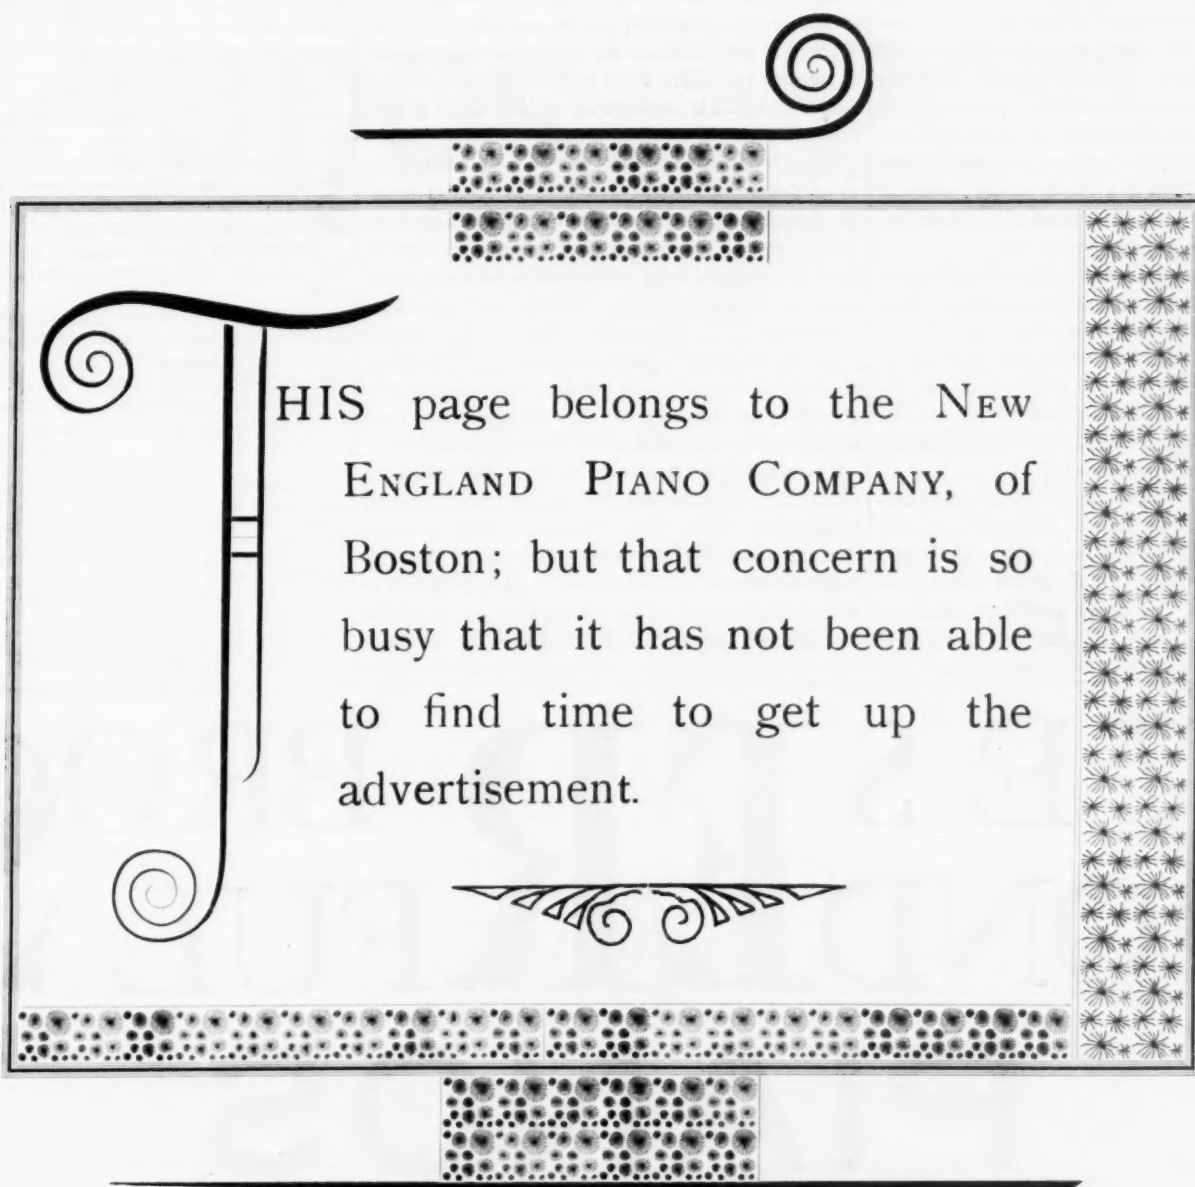 THIS page belongs to the NEW
ENGLAND PIANO COMPANY, of
Boston; but that concern is so
busy that it has not been able
to find time to get up the
advertisement.